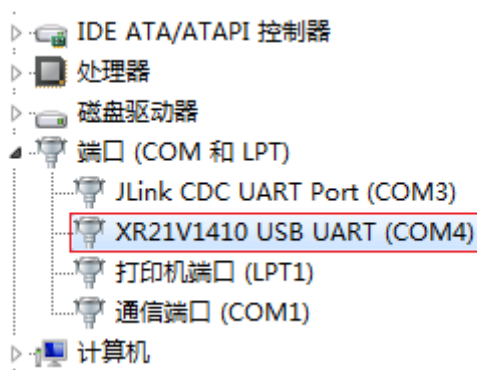 IDE ATA/ATAPI 控制器
处理器
磁盘驱动器
端口 (COM 和 LPT)
JLink CDC UART Port (COM3)
XR21V1410 USB UART (COM4)
打印机端口 (LPT1)
通信端口 (COM1)
计算机